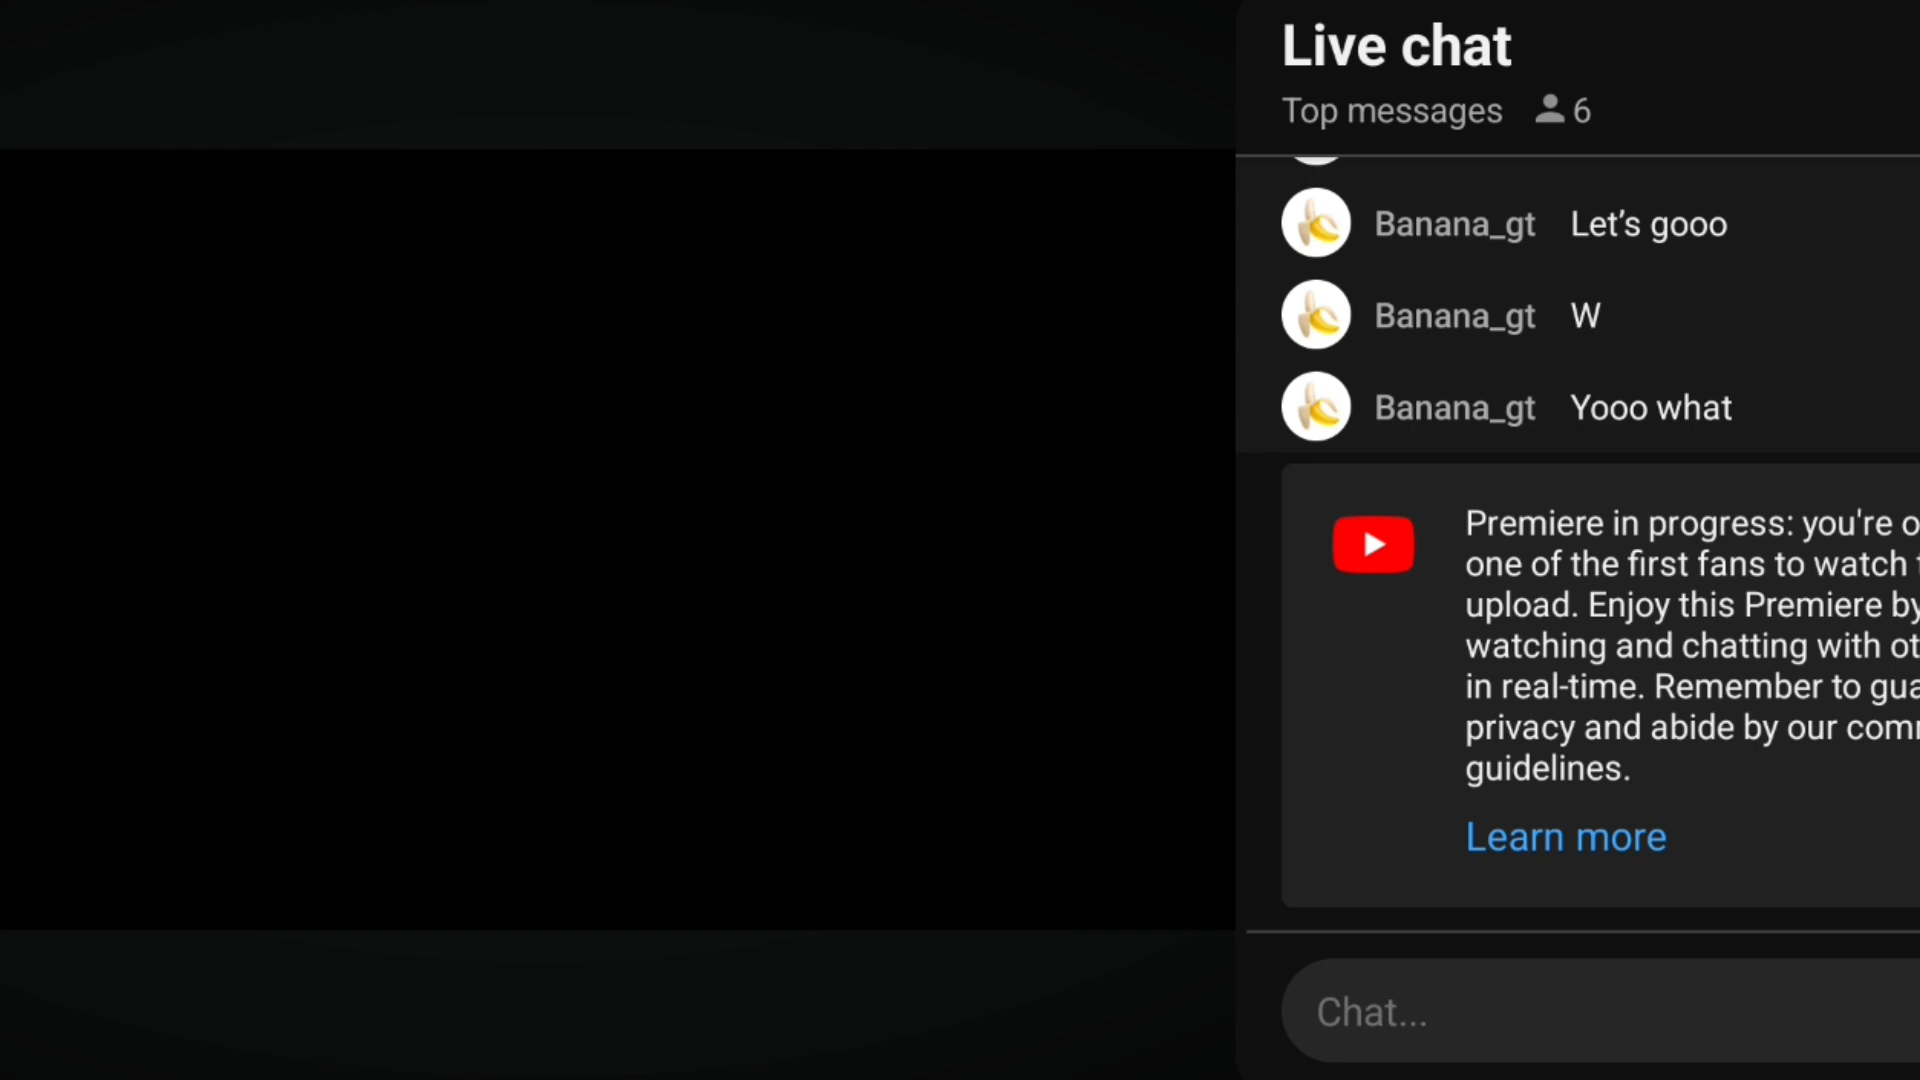 Live chat
Top messages 6
Banana_gt Let’s gooo
Banana_gt W
Banana_gt Yooo what
Premiere in progress: you're
one of the first fans to watch
upload. Enjoy this Premiere by
watching and chatting with
in real-time. Remember to
privacy and abide by our
guidelines.
Learn more
Chat...